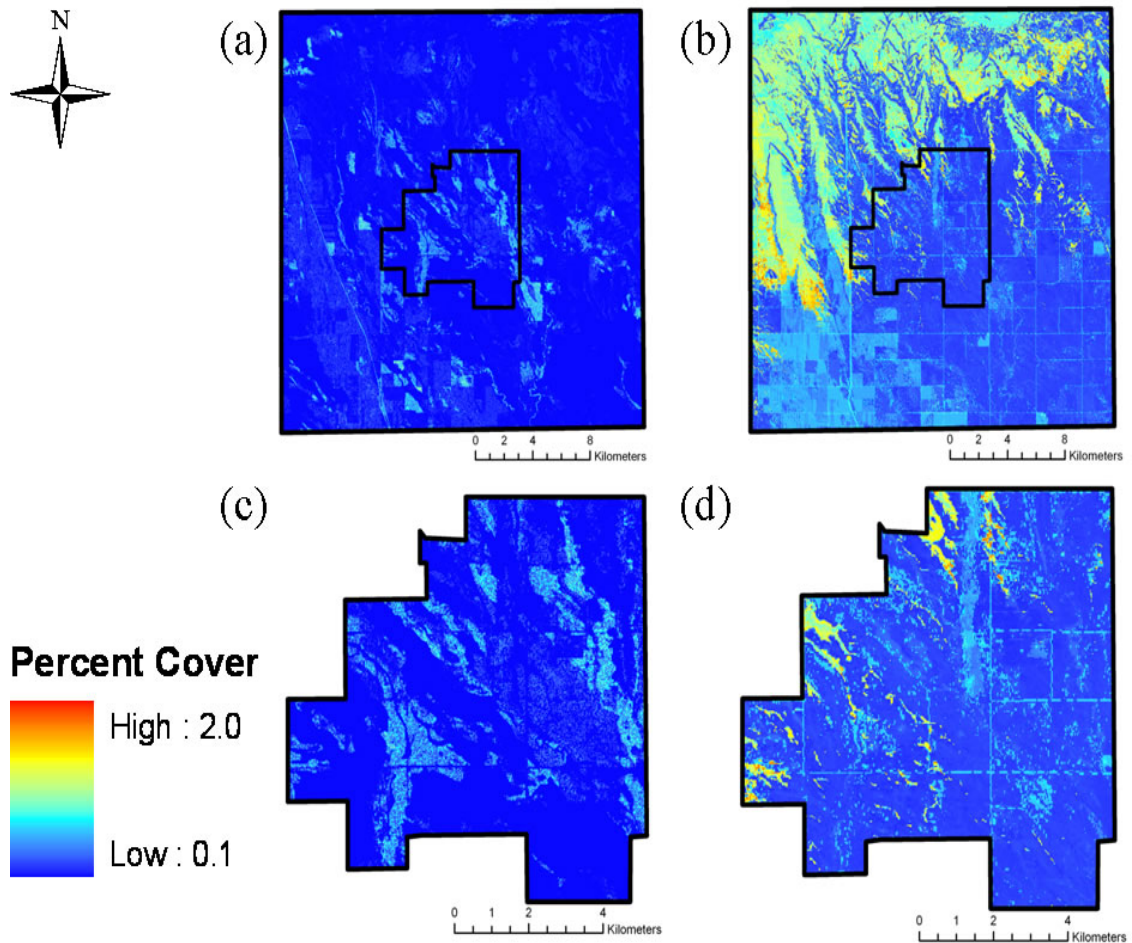 N
(a)
(b)
0 2 4 8
Kilometers
0 2 4 8
Kilometers
(c)
(d)
Percent Cover
High : 2.0
Low : 0.1
0 1 2 4
Kilometers
0 1 2 4
Kilometers